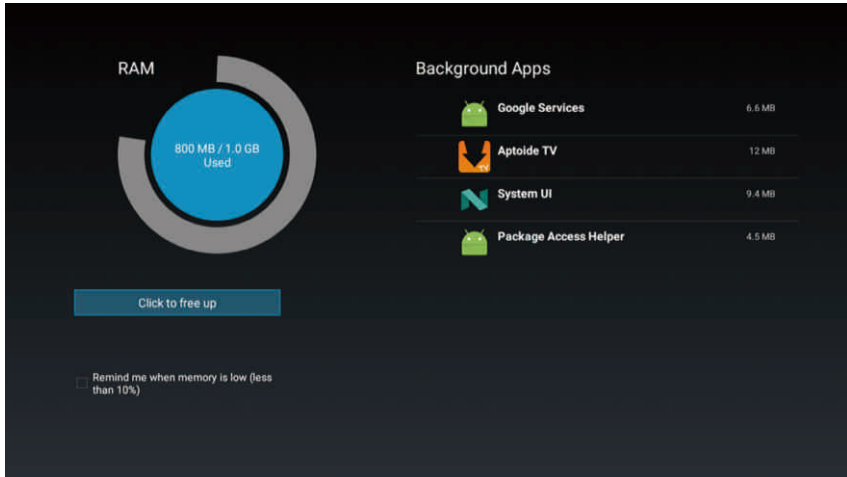 RAM
800 MB / 1.0 GB
Used
Click to free up
Remind me when memory is low (less
than 10%)
Background Apps
Google Services 6.6 MB
Aptoide TV 12 MB
TV
System UI 9.4 MB
Package Access Helper 4.5 MB